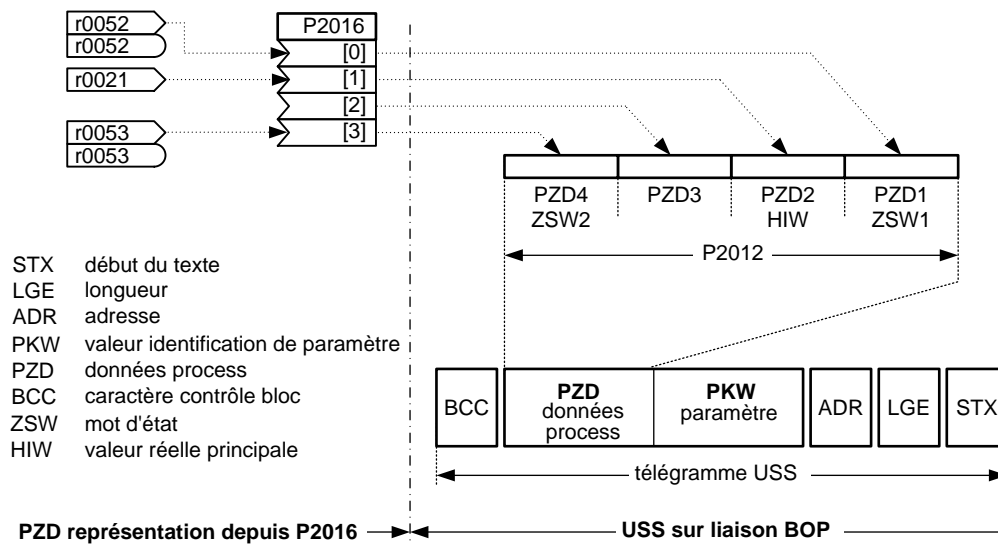 r0052
r0052
r0021
r0053
r0053
P2016
[0]
[1]
[2]
[3]
PZD4
ZSW2
PZD3
PZD2
HIW
PZD1
ZSW1
P2012
STX début du texte
LGE longueur
ADR adresse
PKW valeur identification de paramètre
PZD données process
BCC caractère contrôle bloc
ZSW mot d'état
HIW valeur réelle principale
BCC
PZD
données
process
PKW
paramètre
ADR
LGE
STX
télégramme USS
PZD représentation depuis P2016
USS sur liaison BOP